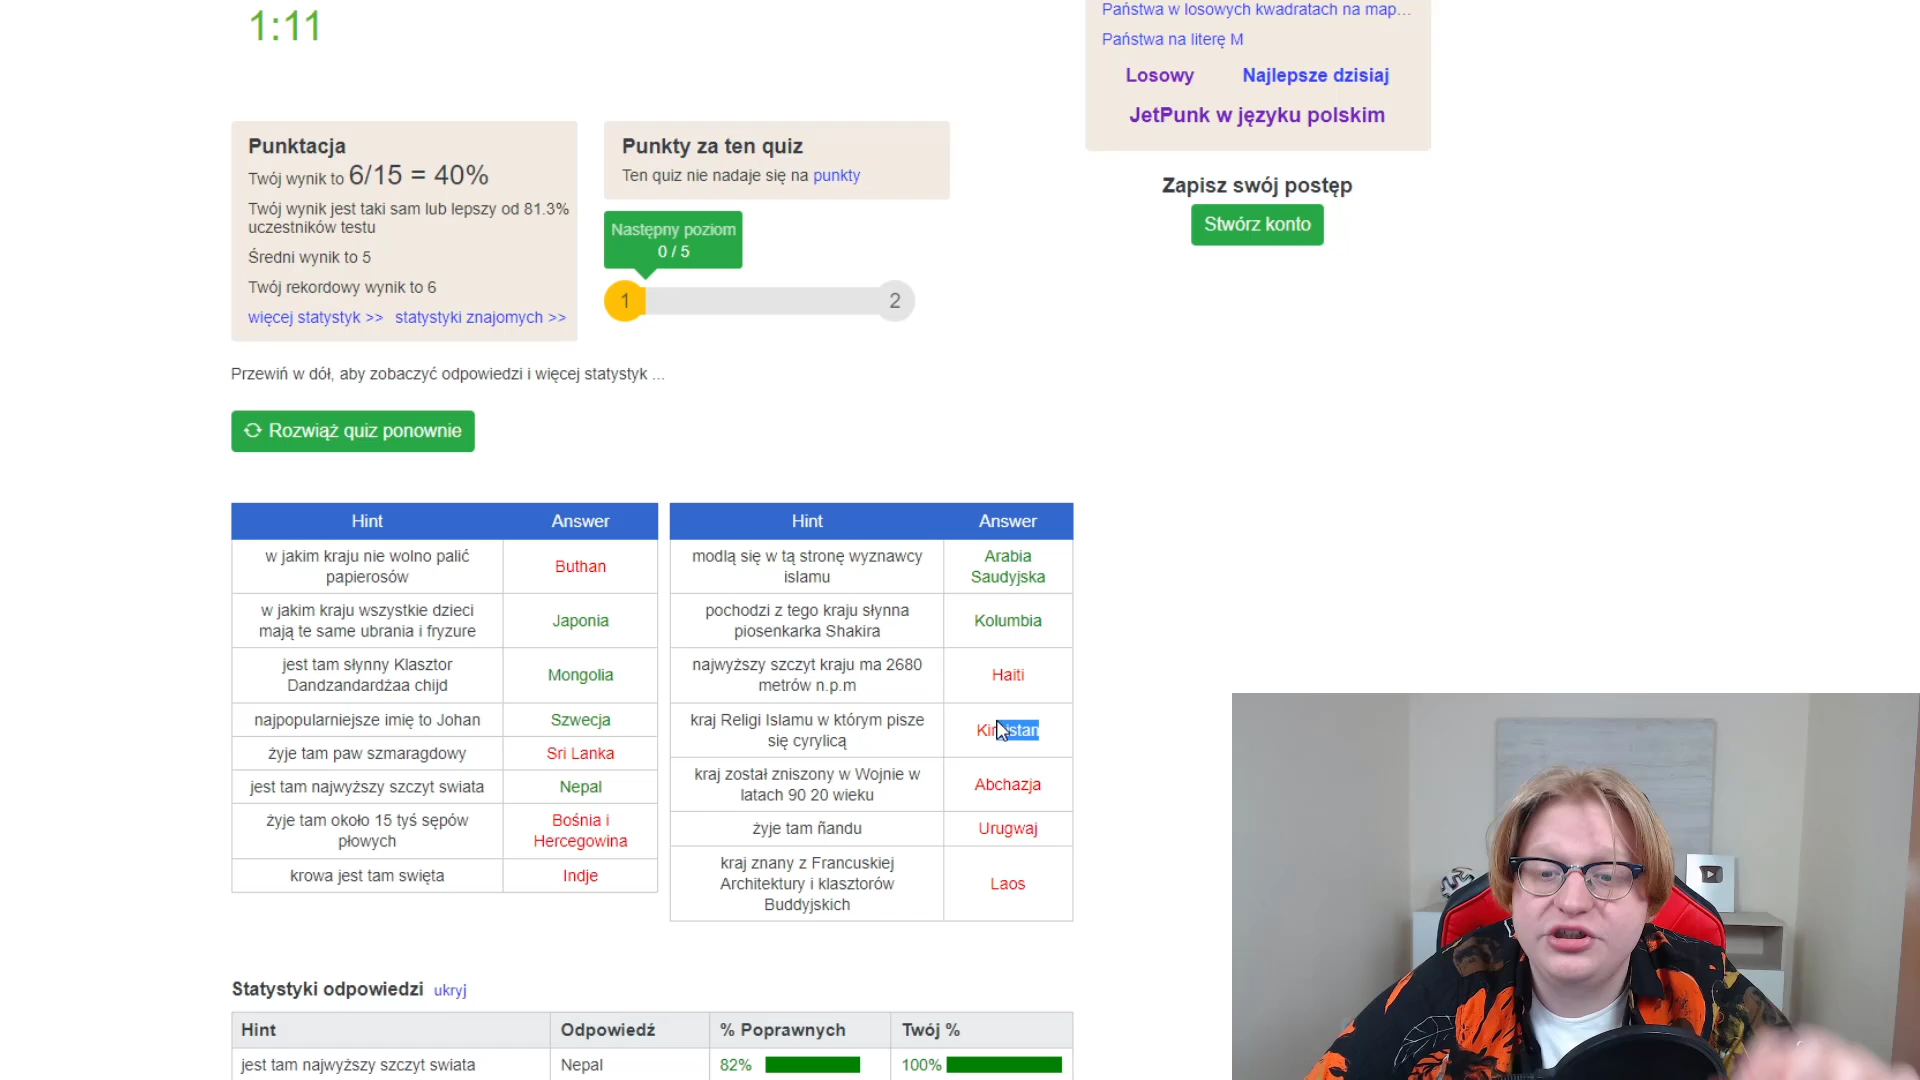 1:11
Państwa w losowych kwadratach na map...
Państwa na literę M
Losowy Najlepsze dzisiaj
JetPunk w języku polskim
Zapisz swój postęp
Stwórz konto
Punktacja
Twój wynik to 6/15 = 40%
Twój wynik jest taki sam lub lepszy od 81.3%
uczestników testu
Średni wynik to 5
Twój rekordowy wynik to 6
więcej statystyk >> statystyki znajomych >>
Punkty za ten quiz
Ten quiz nie nadaje się na punkty
Następny poziom
0 / 5
1 2
Przewiń w dół, aby zobaczyć odpowiedzi i więcej statystyk ...
Rozwiąż quiz ponownie
Hint Answer
w jakim kraju nie wolno palić
papierosów
Buthan
w jakim kraju wszystkie dzieci
mają te same ubrania i fryzure
Japonia
jest tam słynny Klasztor
Dandzandardżaa chijd
Mongolia
najpopularniejsze imię to Johan Szwecja
żyje tam paw szmaragdowy Sri Lanka
jest tam najwyższy szczyt swiata Nepal
żyje tam około 15 tyś sępów
płowych
Bośnia i
Hercegowina
krowa jest tam swięta Indje
Hint Answer
modlą się w tą stronę wyznawcy
islamu
Arabia
Saudyjska
pochodzi z tego kraju słynna
piosenkarka Shakira
Kolumbia
najwyższy szczyt kraju ma 2680
metrów n.p.m
Haiti
kraj Religi Islamu w którym pisze
się cyrylicą
kraj został zniszony w Wojnie w
latach 90 20 wieku
Abchazja
żyje tam ñandu Urugwaj
kraj znany z Francuskiej
Architektury i klasztorów
Buddyjskich
Laos
Statystyki odpowiedzi ukryj
Hint Odpowiedź % Poprawnych Twój %
jest tam najwyższy szczyt swiata Nepal 82% 100%